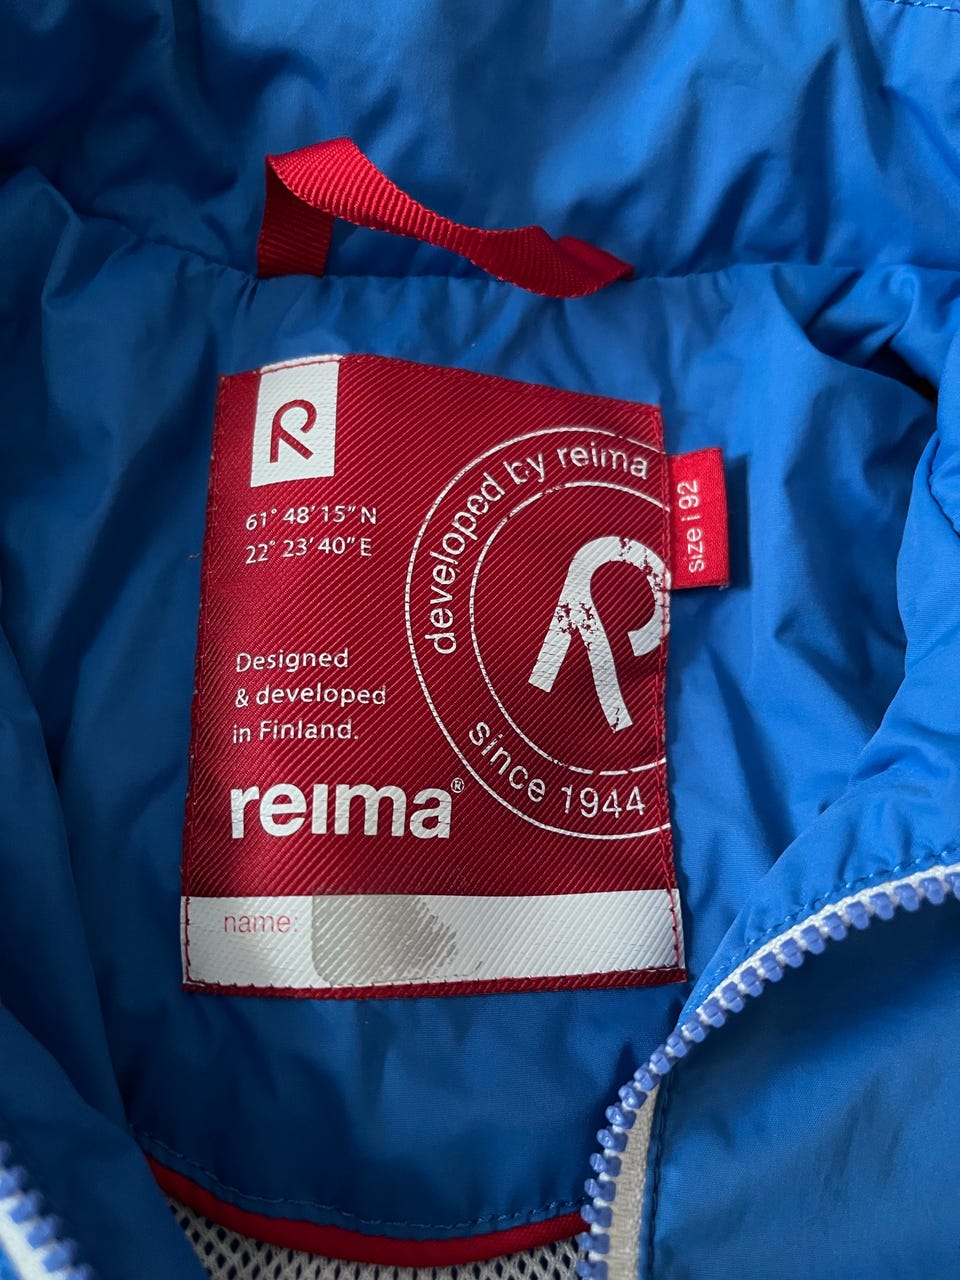 R
61° 48' 15" N
22° 23' 40" E
developed by reima
R
since 1944
size | 92
Designed
& developed
in Finland.
reima®
name: